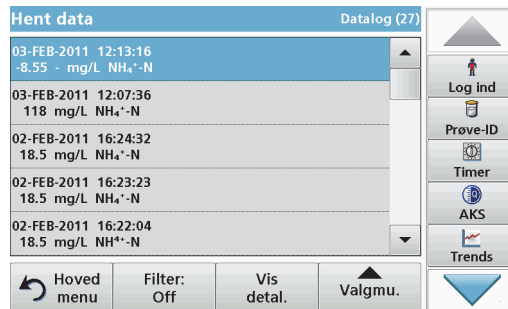 Hent data
Datalog (27)
03-FEB-2011 12:13:16
-8.55 - mg/L NH₄⁺-N
03-FEB-2011 12:07:36
118 mg/L NH₄⁺-N
02-FEB-2011 16:24:32
18.5 mg/L NH₄⁺-N
02-FEB-2011 16:23:23
18.5 mg/L NH₄⁺-N
02-FEB-2011 16:22:04
18.5 mg/L NH⁴⁺-N
Log ind
Prøve-ID
Timer
AKS
Trends
Hoved
menu
Filter:
Off
Vis
detal.
Valgmu.